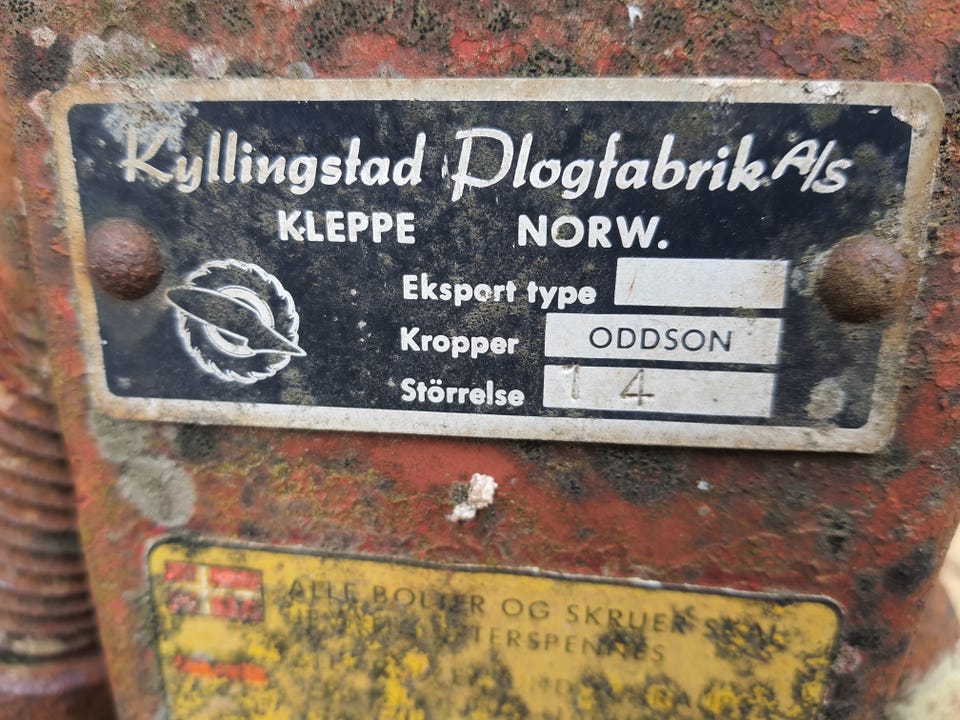 Kyllingstad Plogfabrik A/S
KLEPPE NORW.
Eksport type
Kropper ODDSON
Störrelse 14
ALLE BOLTER OG SKRUER